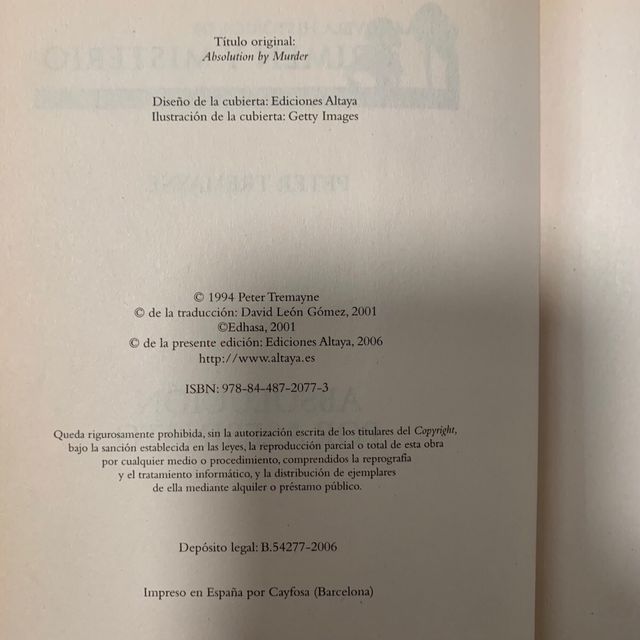 Título original:
Absolution by Murder
Diseño de la cubierta: Ediciones Altaya
Ilustración de la cubierta: Getty Images
PETER TREMAYNE
© 1994 Peter Tremayne
© de la traducción: David León Gómez, 2001
©Edhasa, 2001
© de la presente edición: Ediciones Altaya, 2006
http://www.altaya.es
ISBN: 978-84-487-2077-3
Queda rigurosamente prohibida, sin la autorización escrita de los titulares del Copyright,
bajo la sanción establecida en las leyes, la reproducción parcial o total de esta obra
por cualquier medio o procedimiento, comprendidos la reprografía
y el tratamiento informático, y la distribución de ejemplares
de ella mediante alquiler o préstamo público.
Depósito legal: B.54277-2006
Impreso en España por Cayfosa (Barcelona)